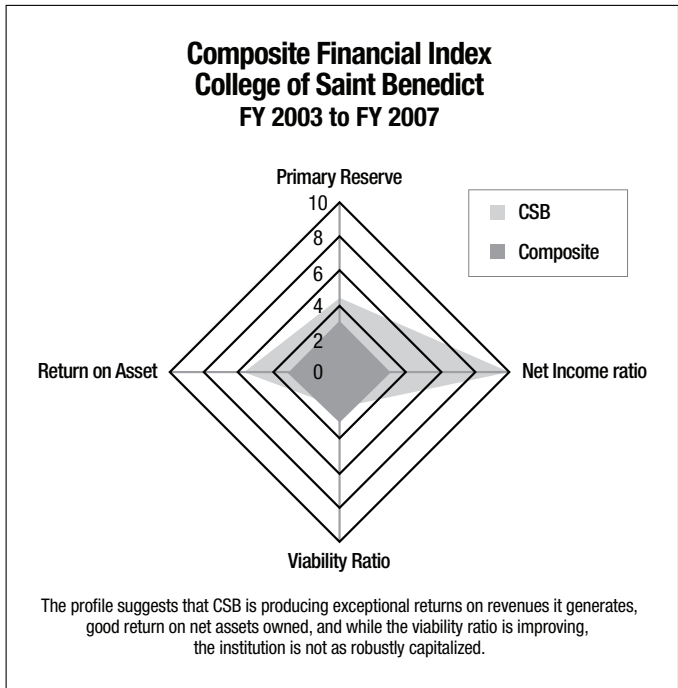 Composite Financial Index
College of Saint Benedict
FY 2003 to FY 2007
Primary Reserve
10
8
6
4
2
0
CSB
Composite
Return on Asset
Net Income ratio
Viability Ratio
The profile suggests that CSB is producing exceptional returns on revenues it generates,
good return on net assets owned, and while the viability ratio is improving,
the institution is not as robustly capitalized.